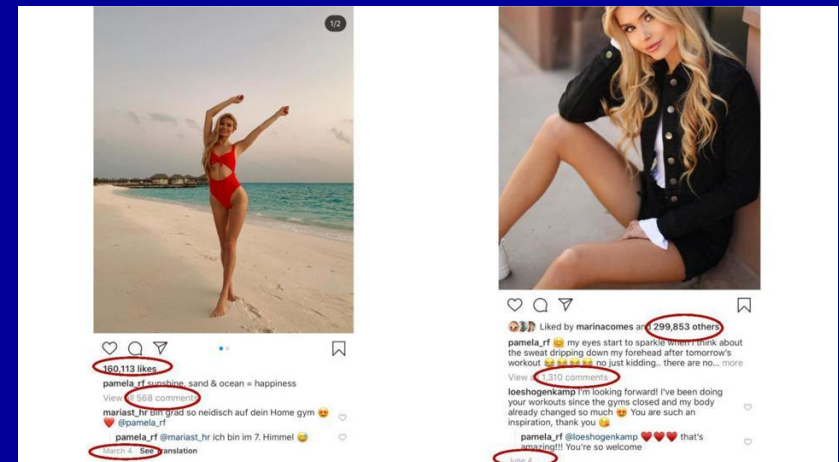 1/2
160,113 likes
pamela_rf sunshine, sand & ocean = happiness
View all 568 comments
mariast_hr Bin grad so neidisch auf dein Home gym 😍
❤️ @pamela_rf
pamela_rf @mariast_hr ich bin im 7. Himmel 😅
March 4 · See translation
Liked by marinacomes and 299,853 others
pamela_rf 🤗 my eyes start to sparkle when I think about
the sweat dripping down my forehead after tomorrow's
workout 😂😂😂😂 no just kidding.. there are no... more
View all 1,310 comments
loeshogenkamp I'm looking forward! I've been doing
your workouts since the gyms closed and my body
already changed so much 😍 You are such an
inspiration, thank you 😘
pamela_rf @loeshogenkamp ❤️❤️❤️ that's
amazing!!! You're so welcome
June 4